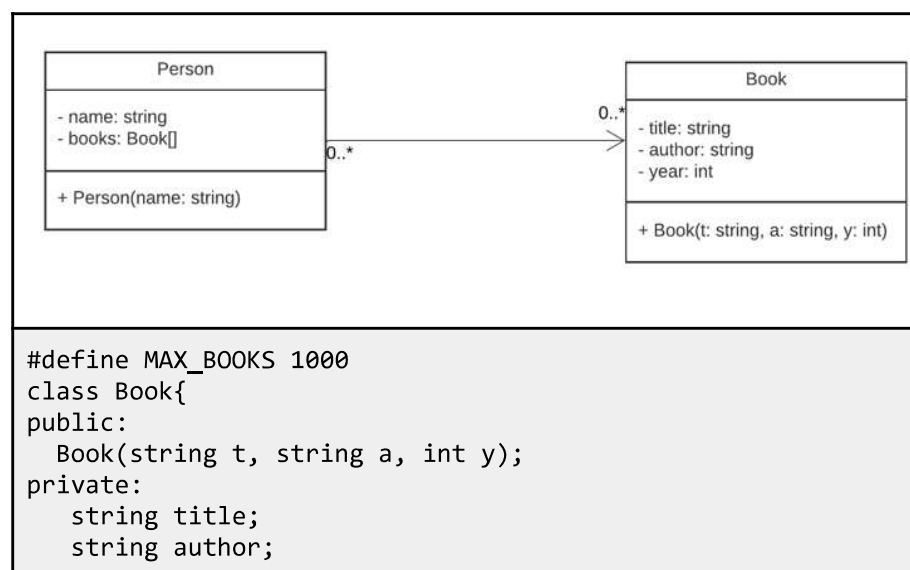 Person
- name: string
- books: Book[]
+ Person(name: string)
0..*
0..*
Book
- title: string
- author: string
- year: int
+ Book(t: string, a: string, y: int)
#define MAX_BOOKS 1000
class Book{
public:
  Book(string t, string a, int y);
private:
   string title;
   string author;